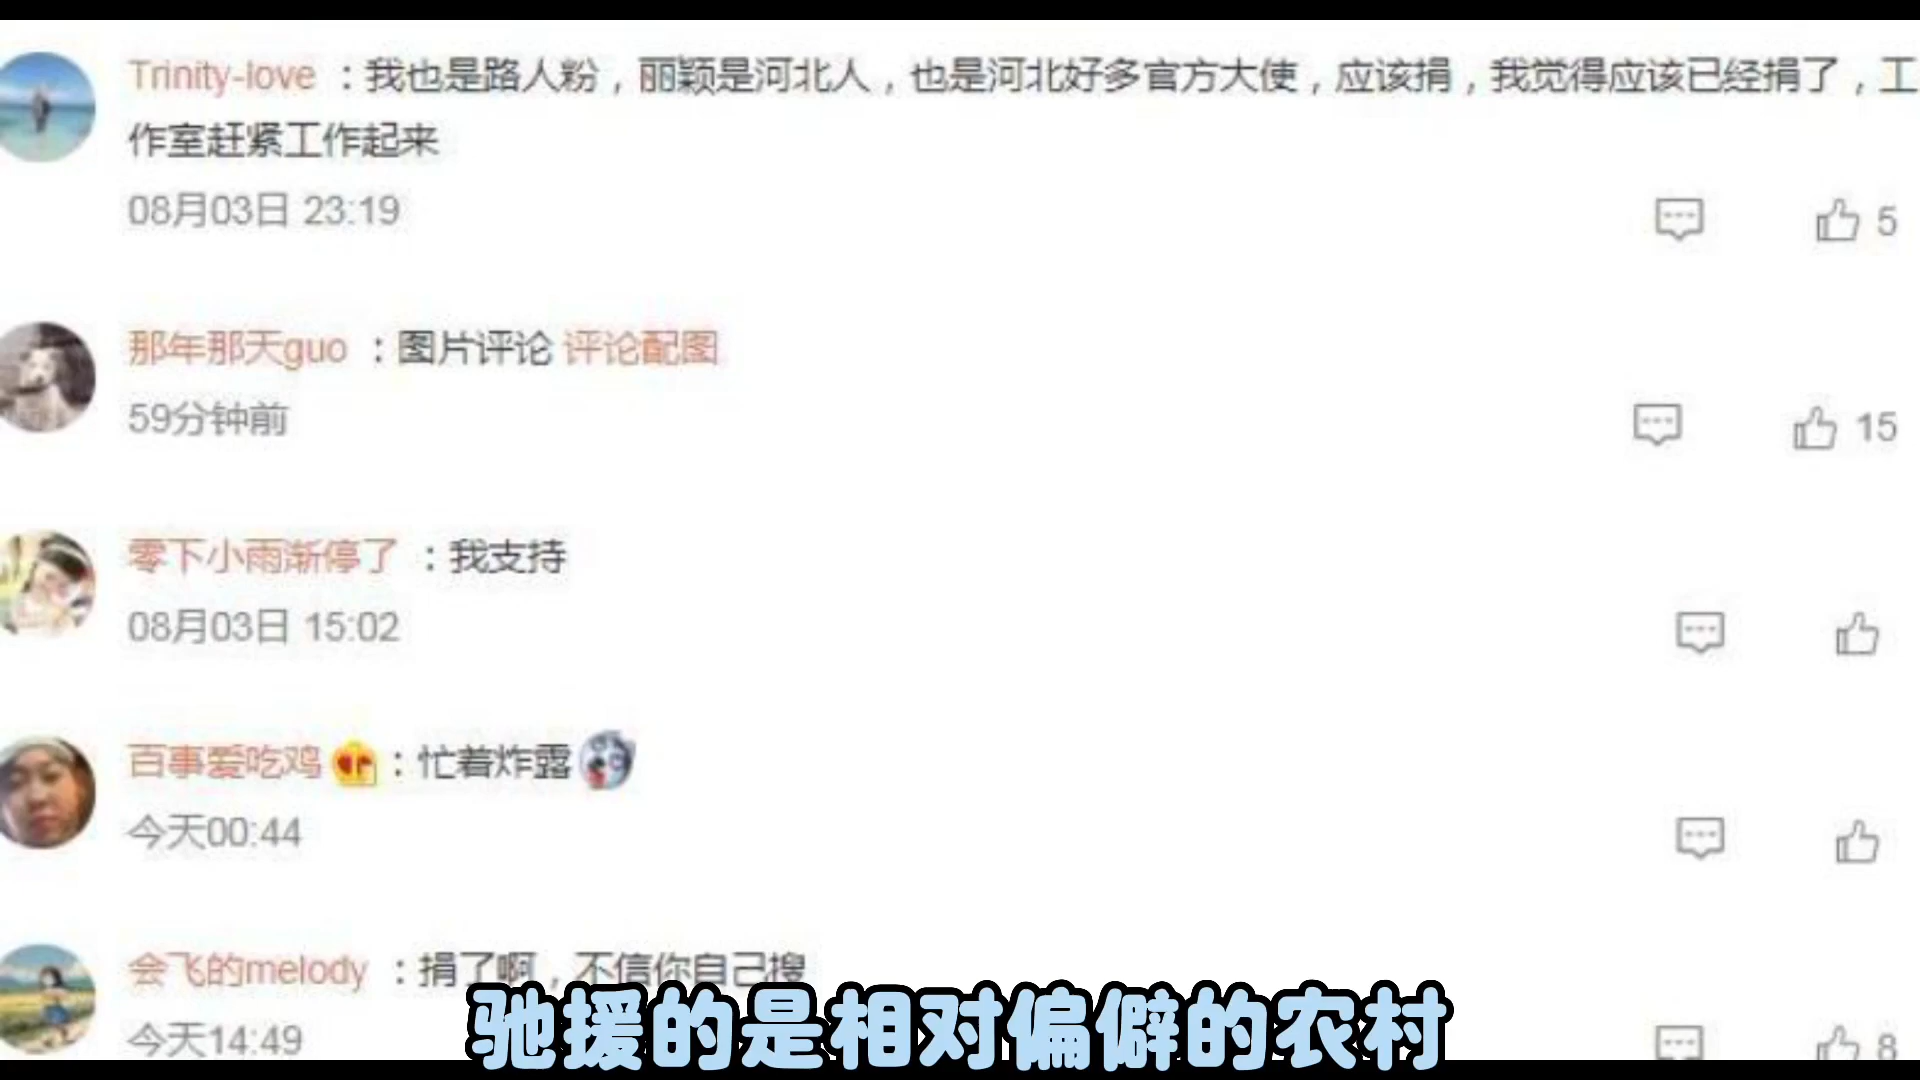 Trinity-love ：我也是路人粉，丽颖是河北人，也是河北好多官方大使，应该捐，我觉得应该已经捐了，工
作室赶紧工作起来
08月03日 23:19
5
那年那天guo ：图片评论 评论配图
59分钟前
15
零下小雨渐停了 ：我支持
08月03日 15:02
百事爱吃鸡 ：忙着炸露
今天00:44
会飞的melody ：捐了啊，不信你自己搜
今天14:49
8
驰援的是相对偏僻的农村